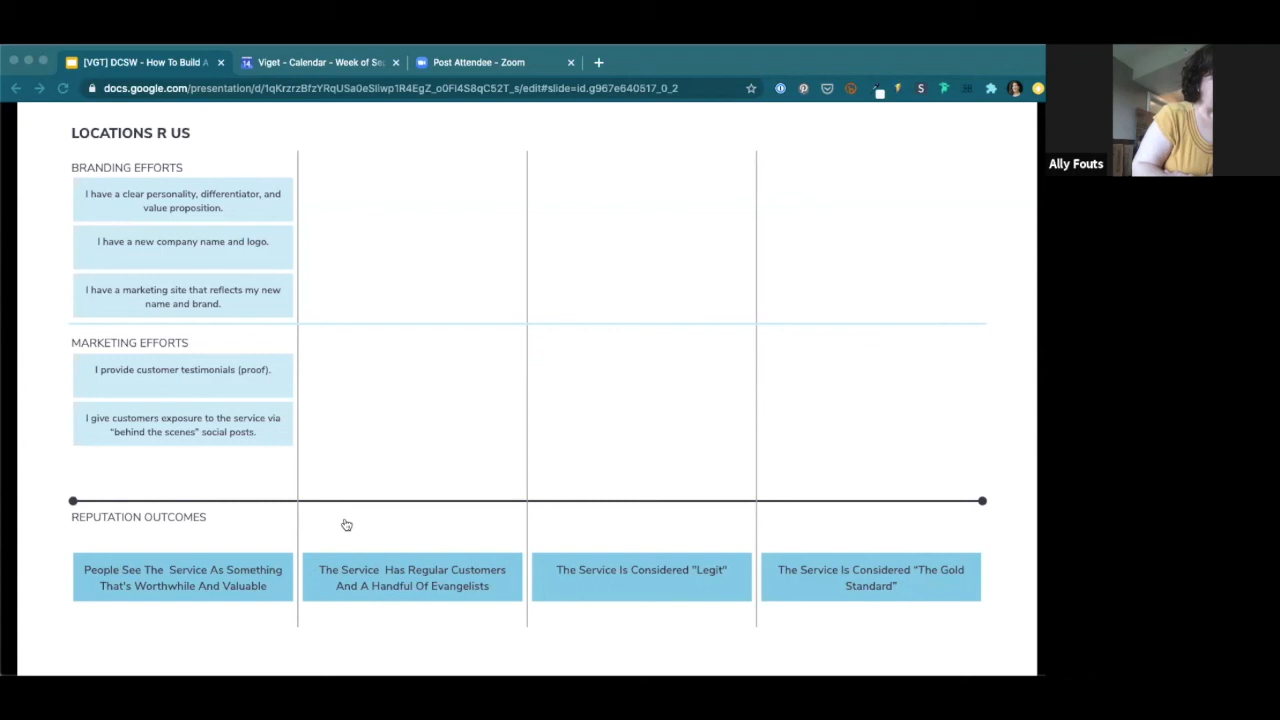 [VGT] DCSW - How To Build A
Viget - Calendar - Week of Se
Post Attendee - Zoom
docs.google.com/presentation/d/1qKrzrzBfzYRqUSa0eSliwp1R4EgZ_o0Fl4S8qC52T_s/edit#slide=id.g967e640517_0_2
Ally Fouts
LOCATIONS R US
BRANDING EFFORTS
I have a clear personality, differentiator, and
value proposition.
I have a new company name and logo.
I have a marketing site that reflects my new
name and brand.
MARKETING EFFORTS
I provide customer testimonials (proof).
I give customers exposure to the service via
"behind the scenes" social posts.
REPUTATION OUTCOMES
People See The Service As Something
That's Worthwhile And Valuable
The Service Has Regular Customers
And A Handful Of Evangelists
The Service Is Considered "Legit"
The Service Is Considered "The Gold
Standard"